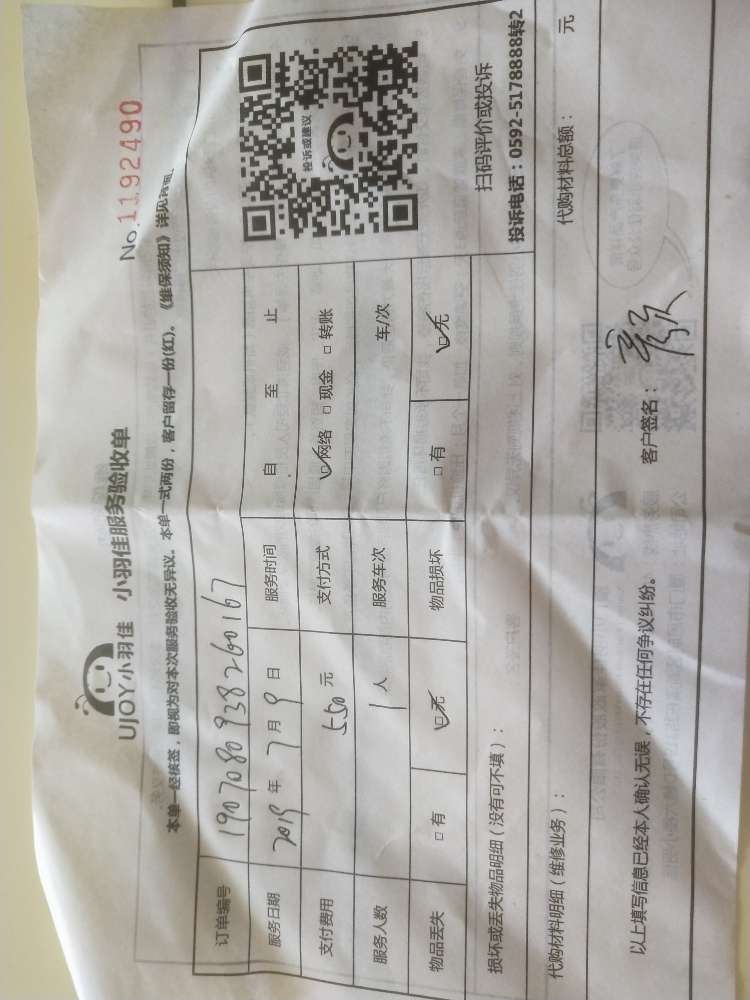 UJOY小羽佳 小羽佳服务验收单
No.1192490
本单一经核签，即视为对本次服务验收无异议。本单一式两份，客户留存一份(红)。《维保须知》详见背面。
订单编号 1907080938260167
服务日期 2019 年 7 月 9 日 服务时间 自 至 止
支付费用 550 元 支付方式 ☑网络 □现金 □转账
服务人数 1 人 服务车次 车/次
物品丢失 □有 ☑无 物品损坏 □有 ☑无
投诉或建议
扫码评价或投诉
投诉电话：0592-5178888转2
损坏或丢失物品明细（没有可不填）：
代购材料明细（维修业务）： 代购材料总额： 元
以上填写信息已经本人确认无误，不存在任何争议纠纷。 客户签名：